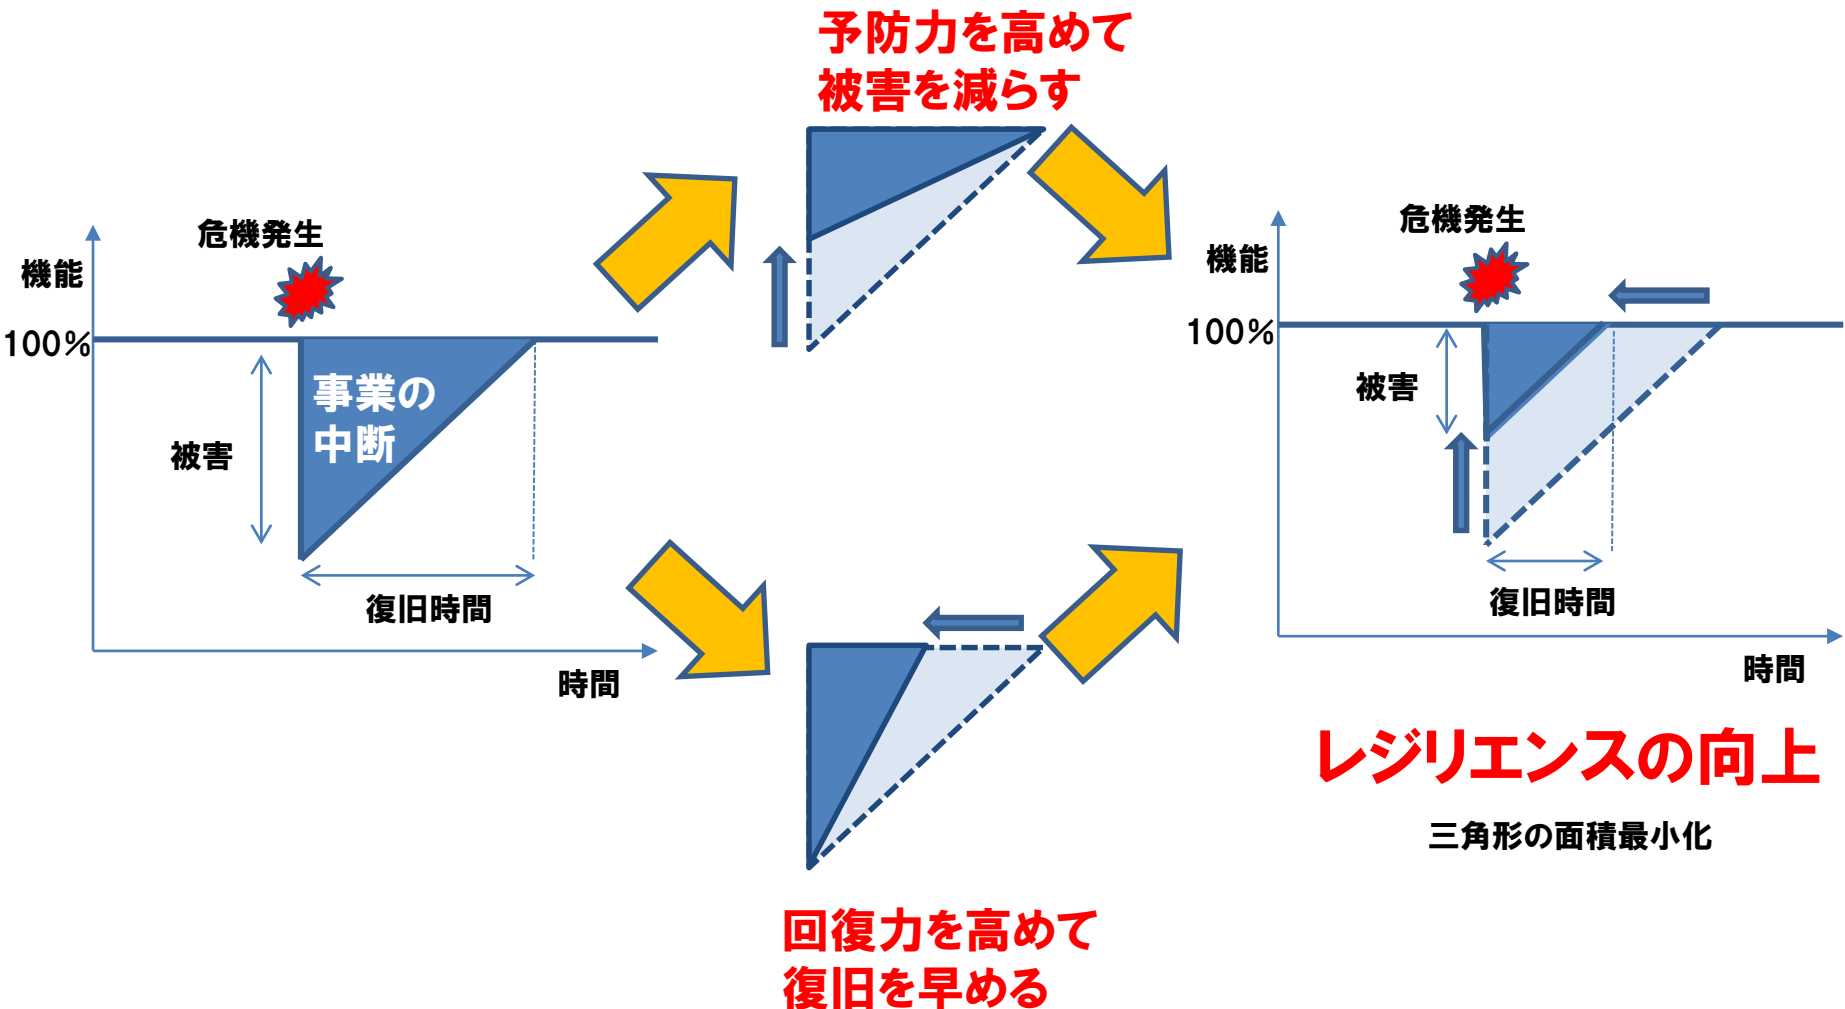 予防力を高めて
被害を減らす
危機発生
機能
100%
事業の
中断
被害
復旧時間
時間
危機発生
機能
100%
被害
復旧時間
時間
レジリエンスの向上
三角形の面積最小化
回復力を高めて
復旧を早める